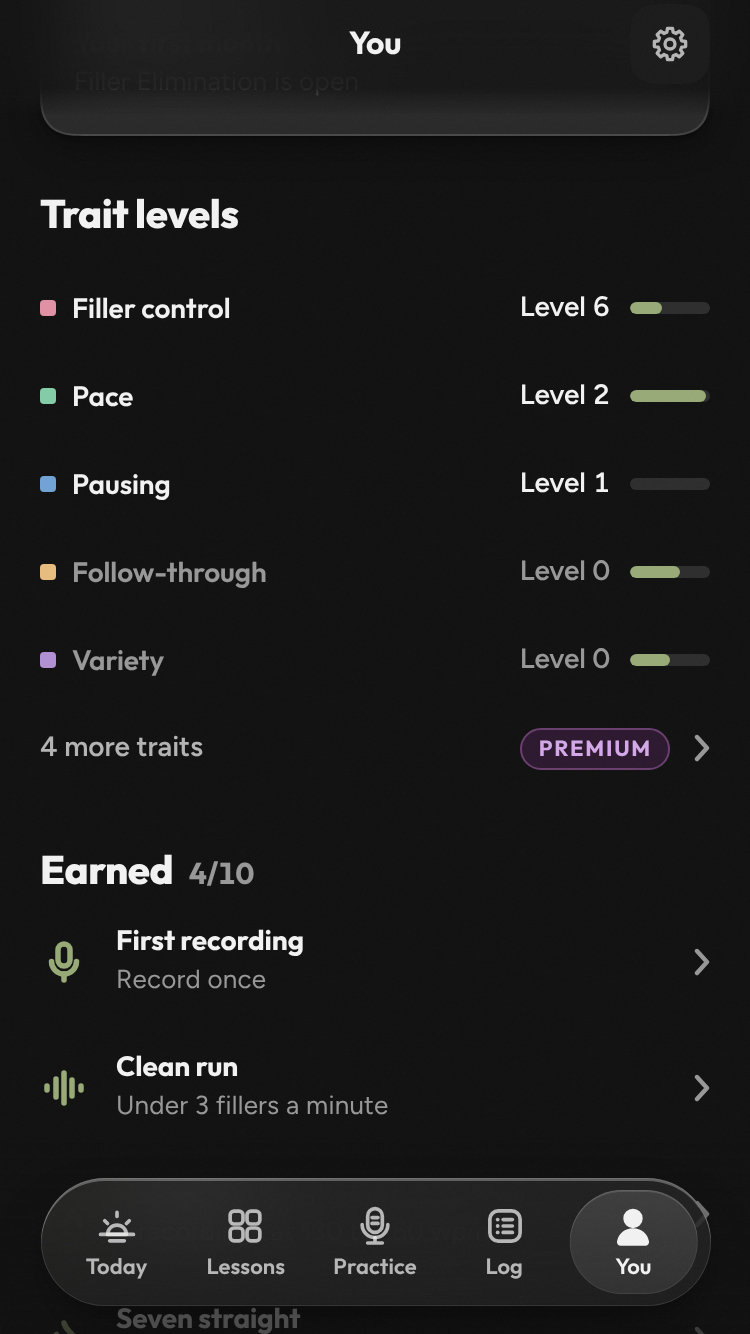 You
Filler Elimination is open
Trait levels
Filler control Level 6
Pace Level 2
Pausing Level 1
Follow-through Level 0
Variety Level 0
4 more traits PREMIUM
Earned 4/10
First recording
Record once
Clean run
Under 3 fillers a minute
Today Lessons Practice Log You
Seven straight